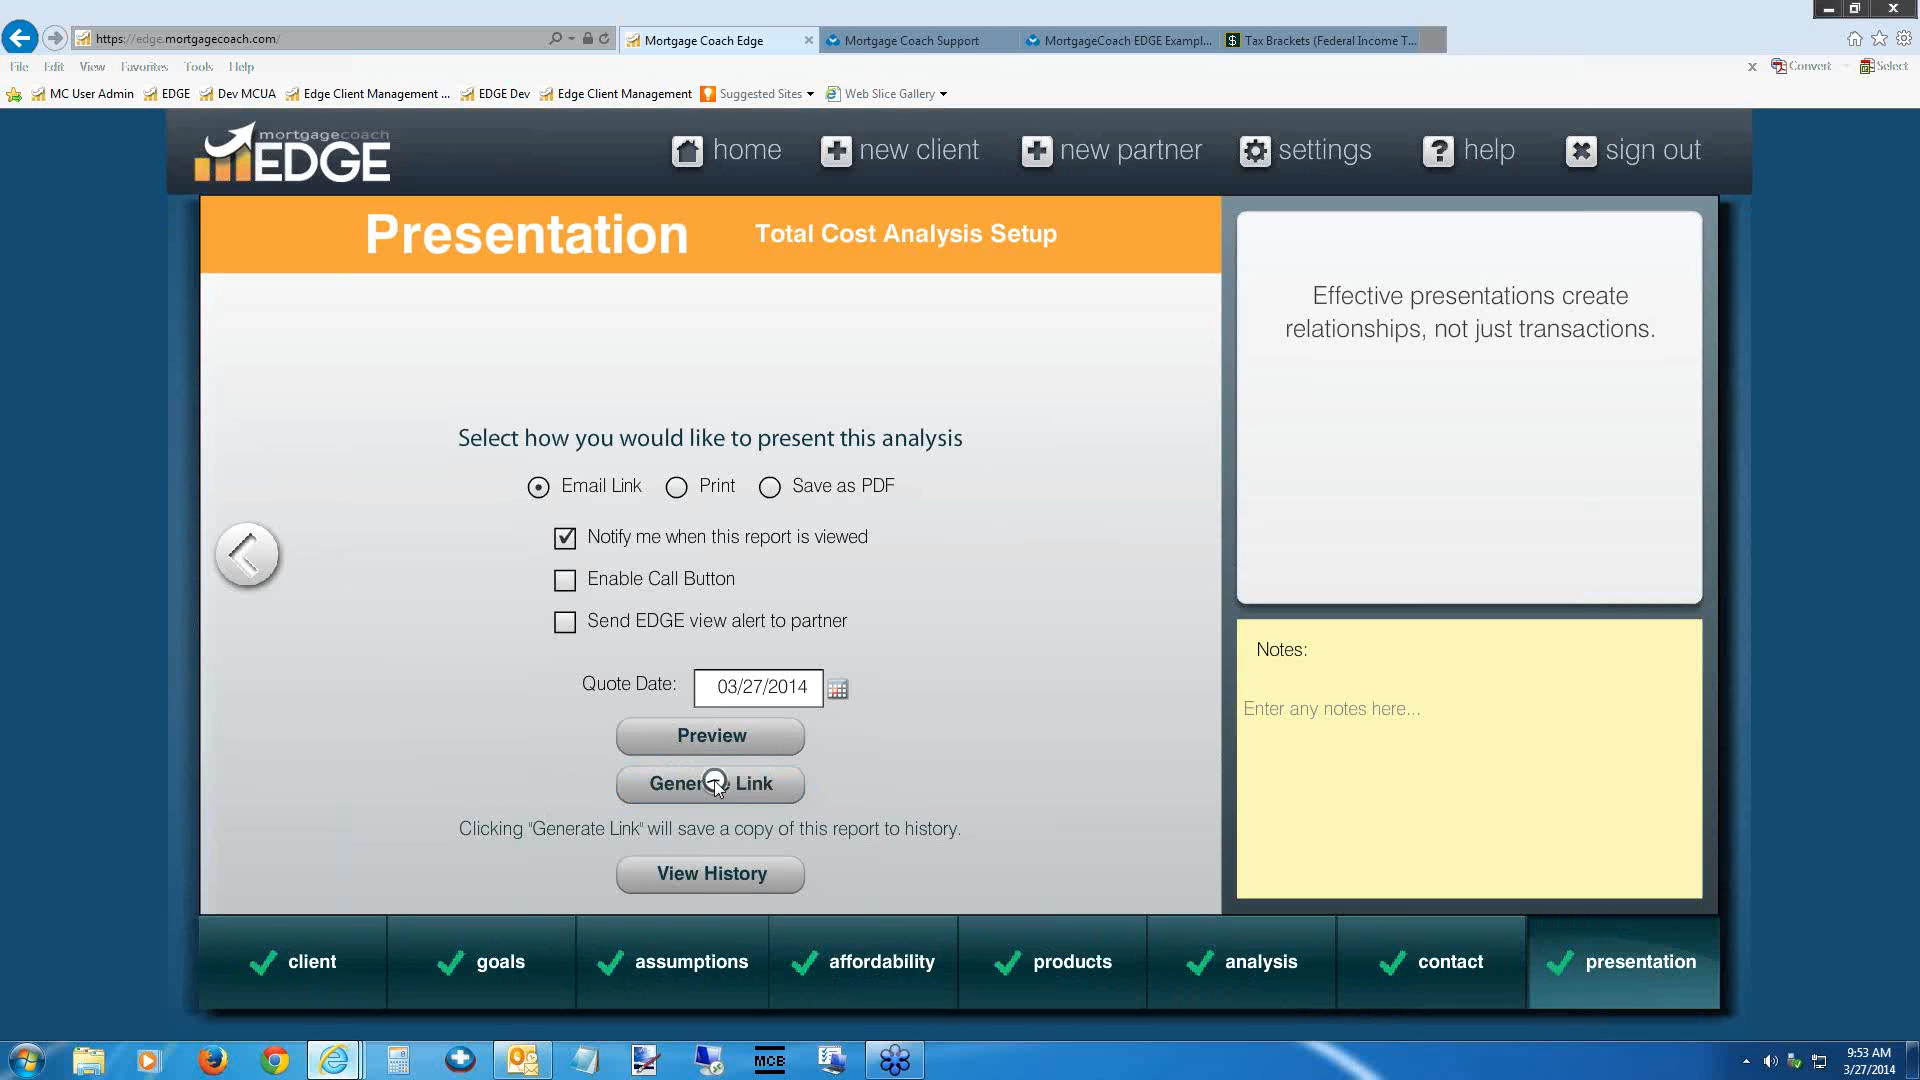 https://edge.mortgagecoach.com/
Mortgage Coach Edge
Mortgage Coach Support
MortgageCoach EDGE Exampl...
Tax Brackets (Federal Income T...
File Edit View Favorites Tools Help
Convert
Select
MC User Admin
EDGE
Dev MCUA
Edge Client Management ...
EDGE Dev
Edge Client Management
Suggested Sites
Web Slice Gallery
mortgagecoach
EDGE
home
new client
new partner
settings
help
sign out
Presentation
Total Cost Analysis Setup
Effective presentations create
relationships, not just transactions.
Select how you would like to present this analysis
Email Link
Print
Save as PDF
Notify me when this report is viewed
Enable Call Button
Send EDGE view alert to partner
Quote Date: 03/27/2014
Preview
Link
Clicking "Generate Link" will save a copy of this report to history.
View History
Notes:
Enter any notes here...
client
goals
assumptions
affordability
products
analysis
contact
presentation
MCB
9:53 AM
3/27/2014